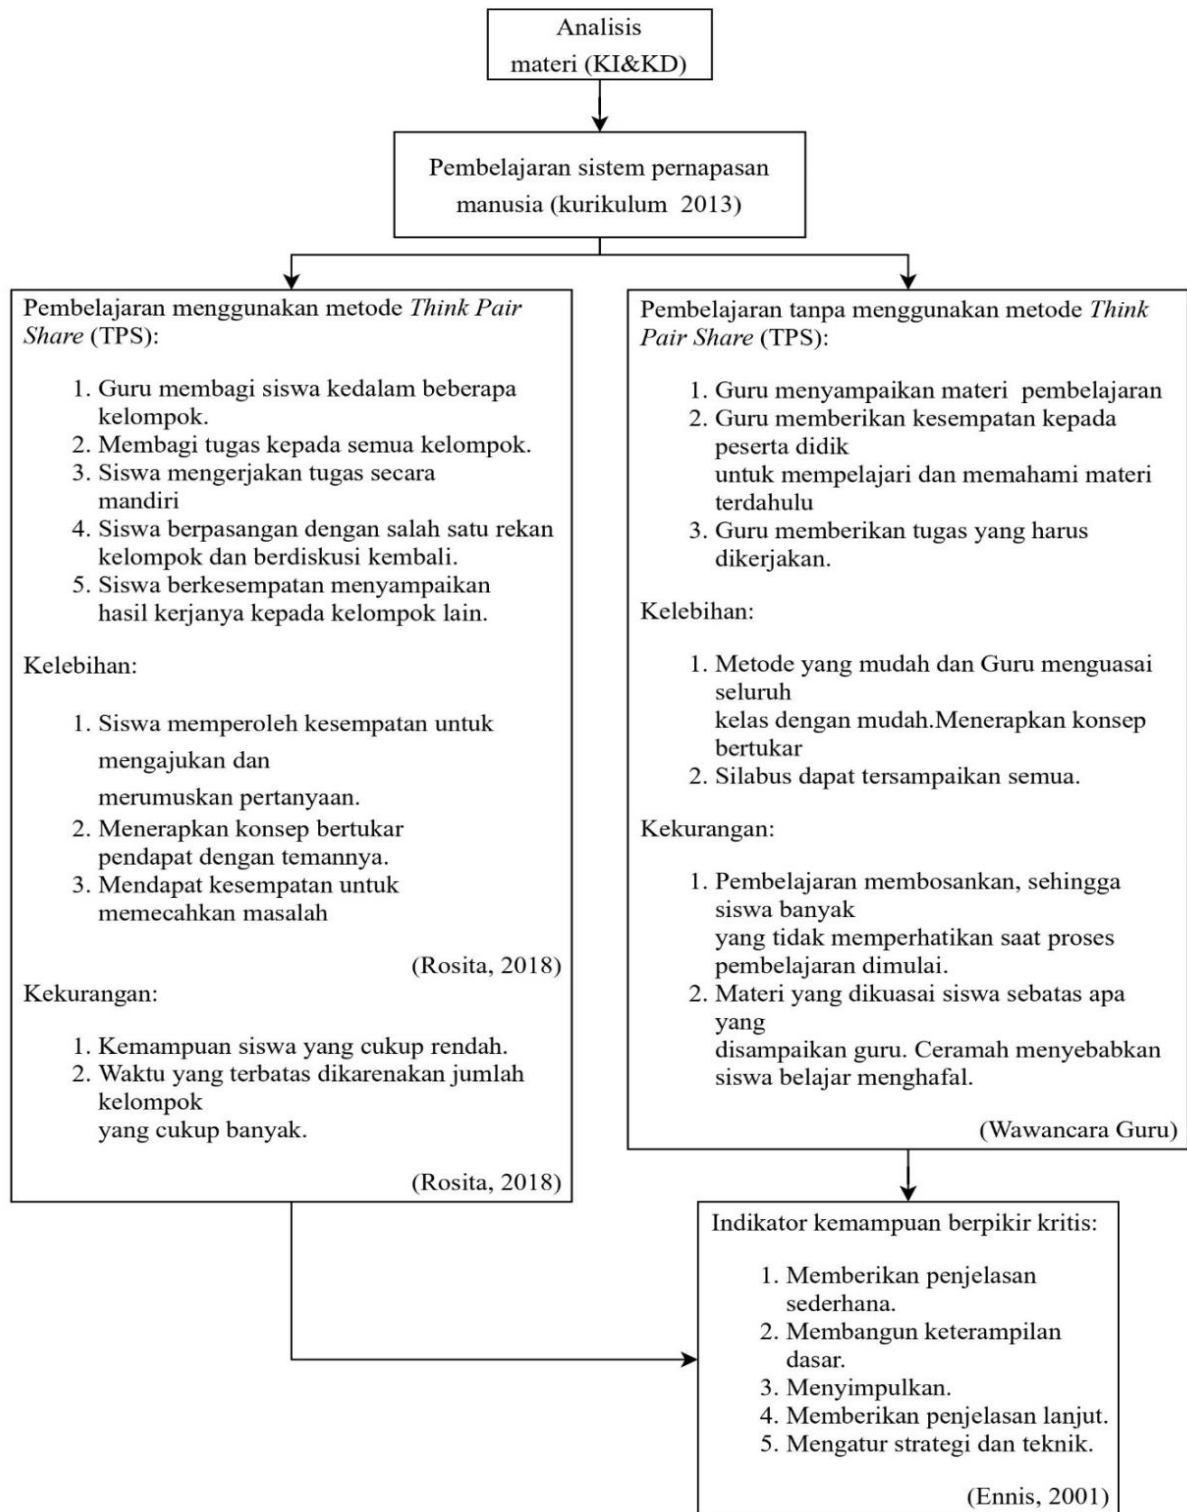 Analisis
materi (KI&KD)
Pembelajaran sistem pernapasan
manusia (kurikulum  2013)
Pembelajaran menggunakan metode Think Pair
Share (TPS):
1. Guru membagi siswa kedalam beberapa
kelompok.
2. Membagi tugas kepada semua kelompok.
3. Siswa mengerjakan tugas secara
mandiri
4. Siswa berpasangan dengan salah satu rekan
kelompok dan berdiskusi kembali.
5. Siswa berkesempatan menyampaikan
hasil kerjanya kepada kelompok lain.
Kelebihan:
1. Siswa memperoleh kesempatan untuk
mengajukan dan
merumuskan pertanyaan.
2. Menerapkan konsep bertukar
pendapat dengan temannya.
3. Mendapat kesempatan untuk
memecahkan masalah
(Rosita, 2018)
Kekurangan:
1. Kemampuan siswa yang cukup rendah.
2. Waktu yang terbatas dikarenakan jumlah
kelompok
yang cukup banyak.
(Rosita, 2018)
Pembelajaran tanpa menggunakan metode Think
Pair Share (TPS):
1. Guru menyampaikan materi  pembelajaran
2. Guru memberikan kesempatan kepada
peserta didik
untuk mempelajari dan memahami materi
terdahulu
3. Guru memberikan tugas yang harus
dikerjakan.
Kelebihan:
1. Metode yang mudah dan Guru menguasai
seluruh
kelas dengan mudah.Menerapkan konsep
bertukar
2. Silabus dapat tersampaikan semua.
Kekurangan:
1. Pembelajaran membosankan, sehingga
siswa banyak
yang tidak memperhatikan saat proses
pembelajaran dimulai.
2. Materi yang dikuasai siswa sebatas apa
yang
disampaikan guru. Ceramah menyebabkan
siswa belajar menghafal.
(Wawancara Guru)
Indikator kemampuan berpikir kritis:
1. Memberikan penjelasan
sederhana.
2. Membangun keterampilan
dasar.
3. Menyimpulkan.
4. Memberikan penjelasan lanjut.
5. Mengatur strategi dan teknik.
(Ennis, 2001)